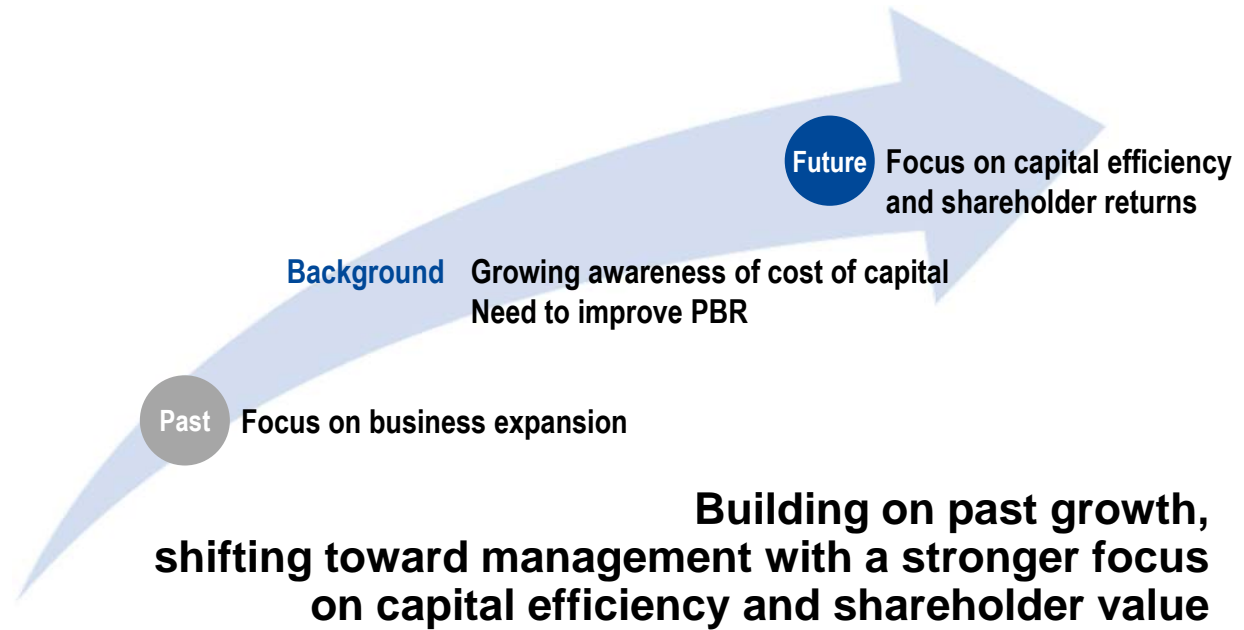 Future
Focus on capital efficiency
and shareholder returns
Background
Growing awareness of cost of capital
Need to improve PBR
Past
Focus on business expansion
Building on past growth,
shifting toward management with a stronger focus
on capital efficiency and shareholder value